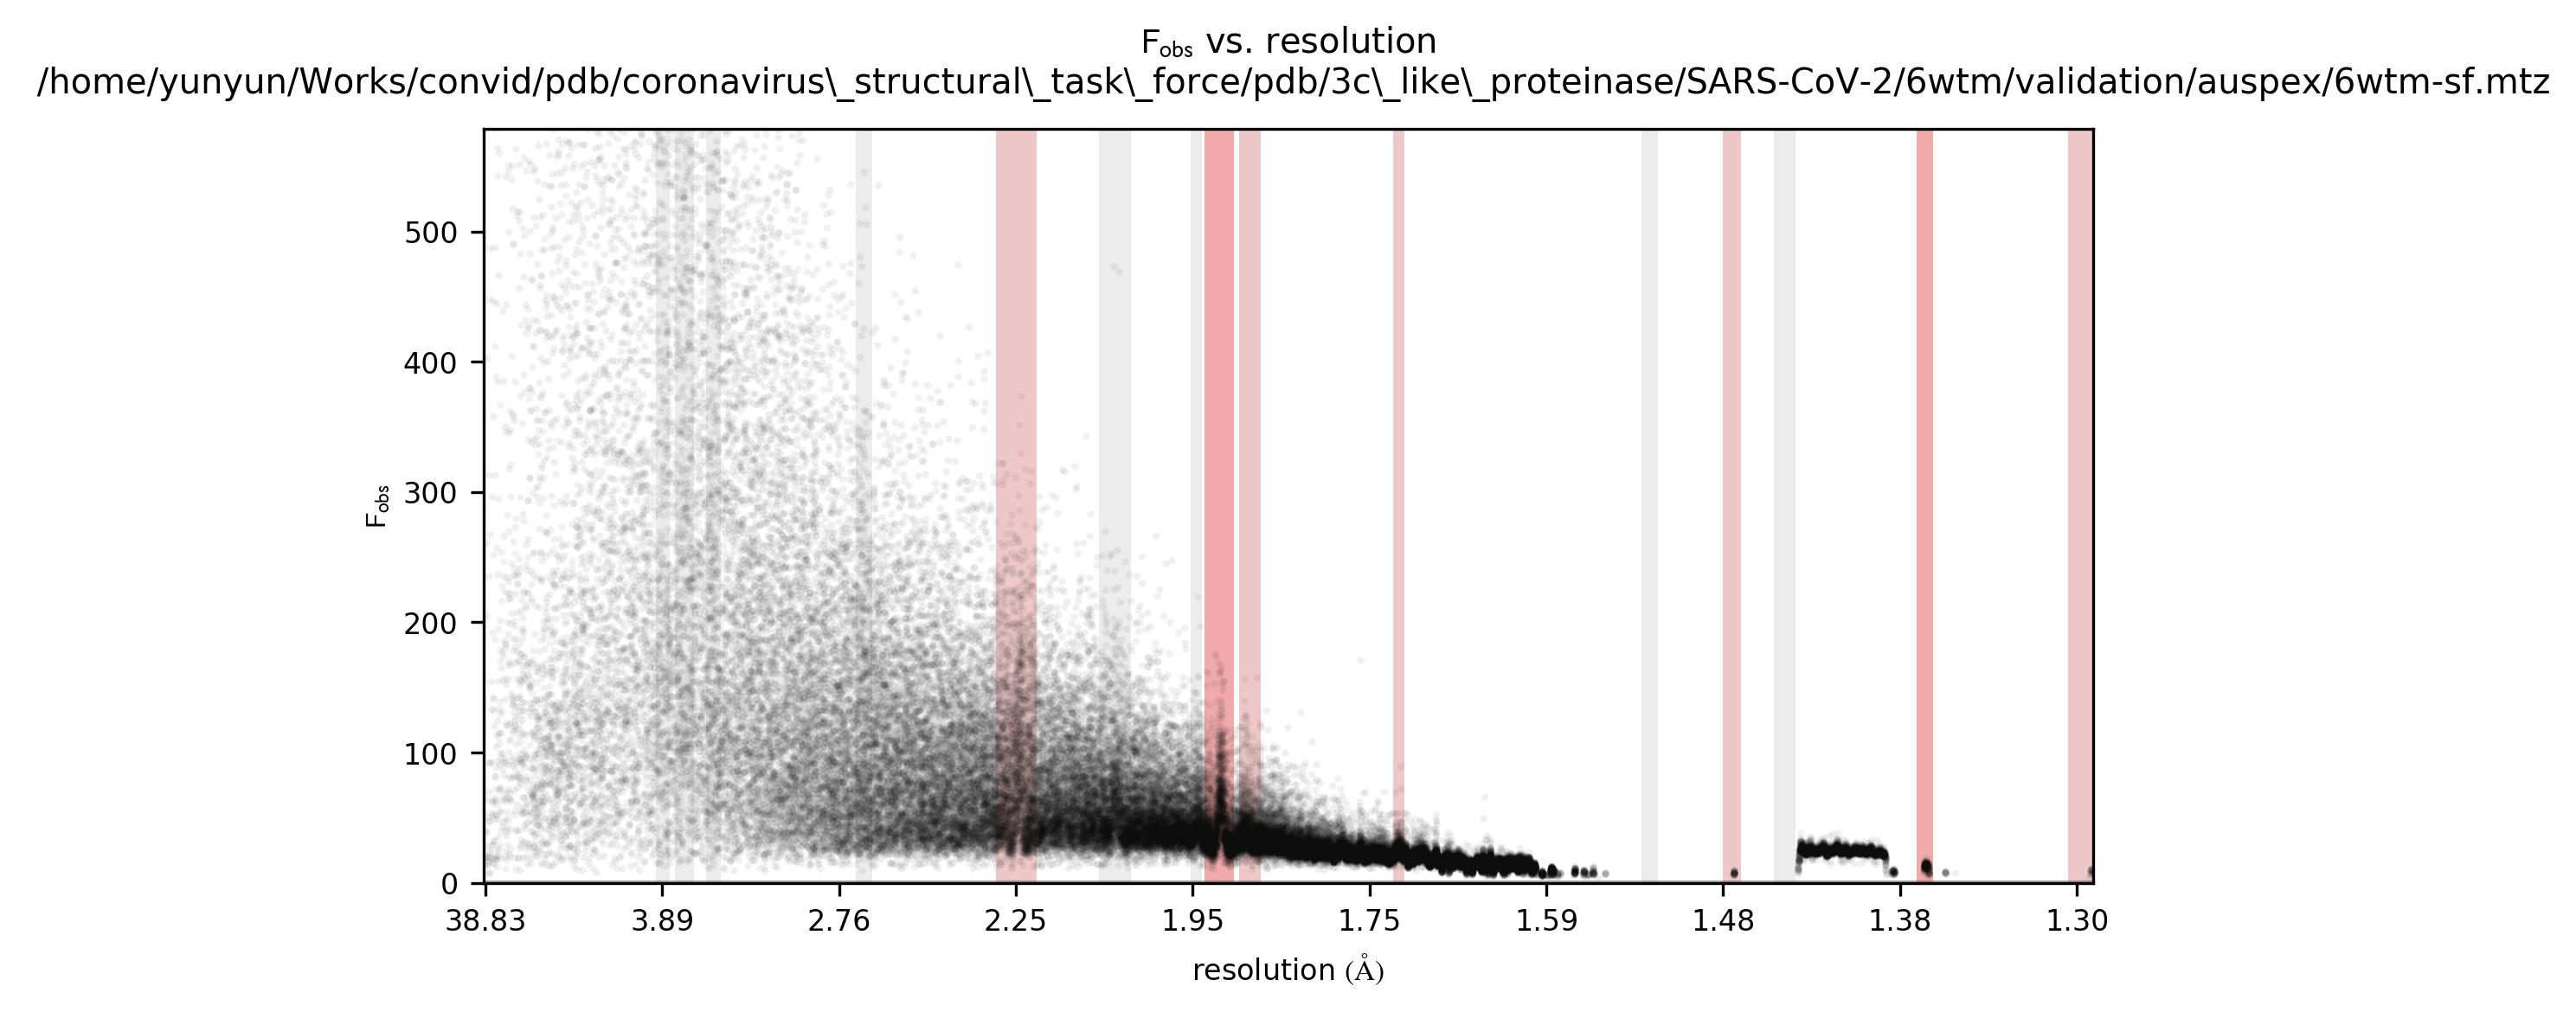 F_obs vs. resolution
/home/yunyun/Works/convid/pdb/coronavirus\_structural\_task\_force/pdb/3c\_like\_proteinase/SARS-CoV-2/6wtm/validation/auspex/6wtm-sf.mtz
F_obs
500
400
300
200
100
0
38.83 3.89 2.76 2.25 1.95 1.75 1.59 1.48 1.38 1.30
resolution (Å)